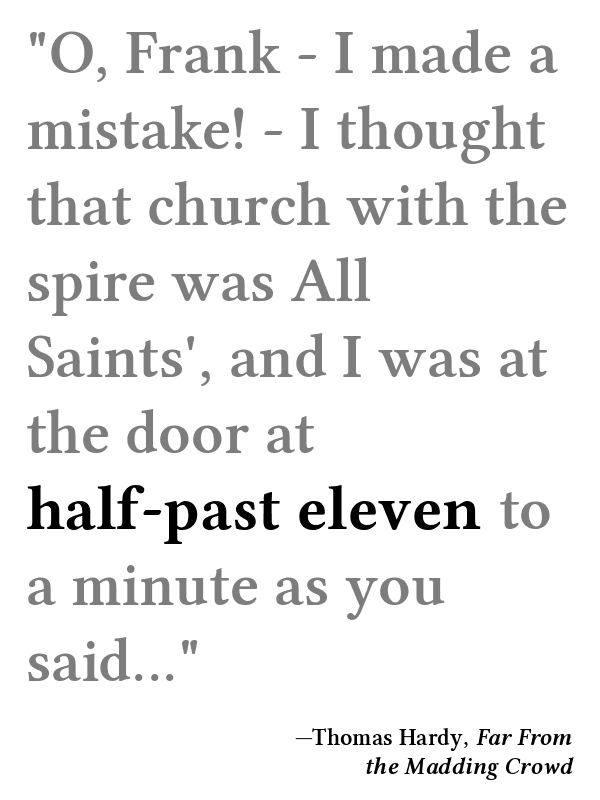 "O, Frank - I made a
mistake! - I thought
that church with the
spire was All
Saints', and I was at
the door at
half-past eleven to
a minute as you
said..."
—Thomas Hardy, Far From
the Madding Crowd